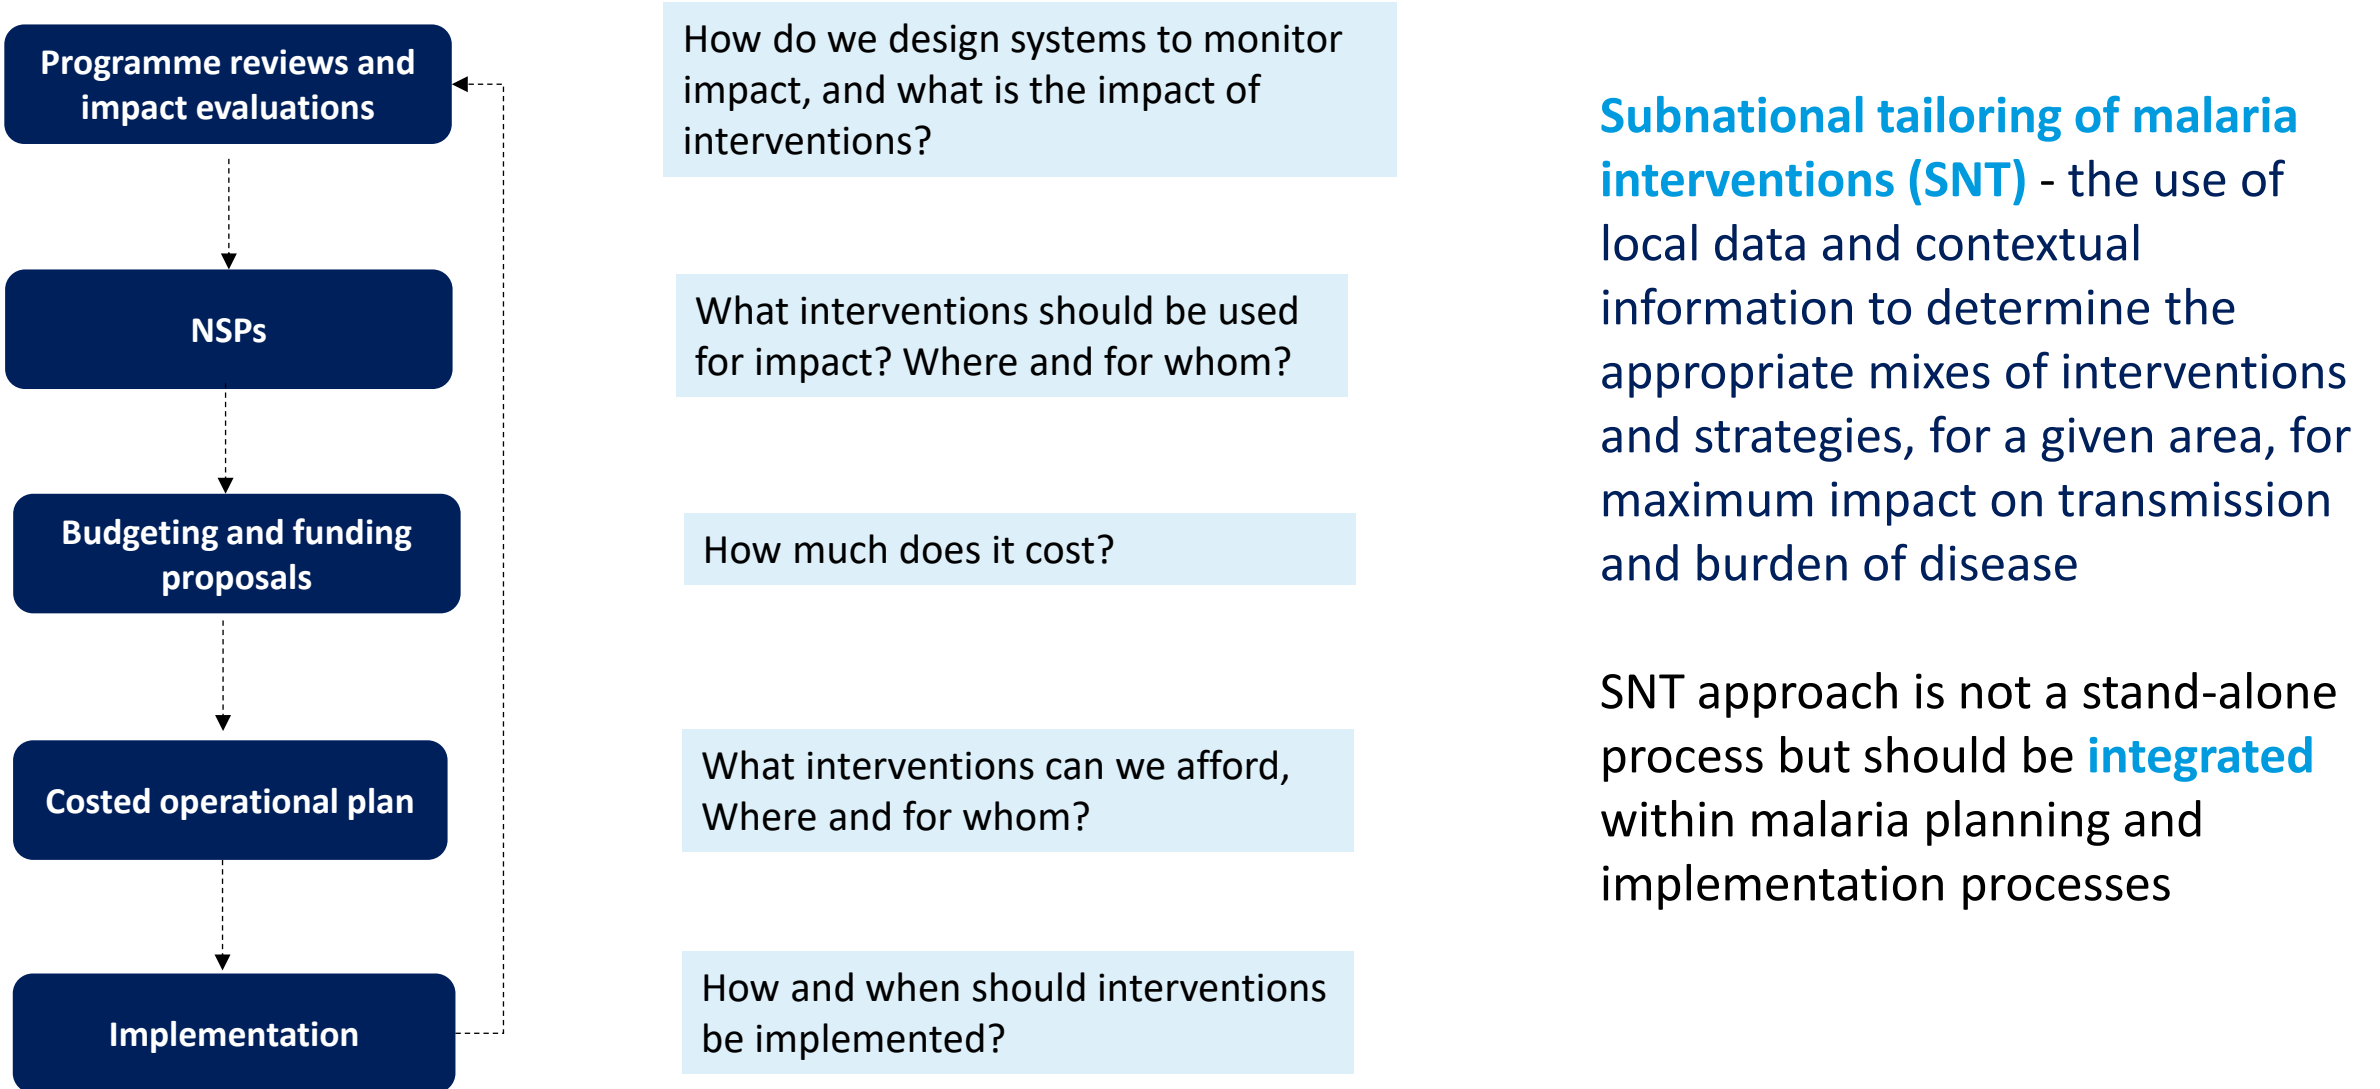 Programme reviews and
impact evaluations
How do we design systems to monitor
impact, and what is the impact of
interventions?
NSPs
What interventions should be used
for impact? Where and for whom?
Budgeting and funding
proposals
How much does it cost?
Costed operational plan
What interventions can we afford,
Where and for whom?
Implementation
How and when should interventions
be implemented?
Subnational tailoring of malaria
interventions (SNT) - the use of
local data and contextual
information to determine the
appropriate mixes of interventions
and strategies, for a given area, for
maximum impact on transmission
and burden of disease
SNT approach is not a stand-alone
process but should be integrated
within malaria planning and
implementation processes